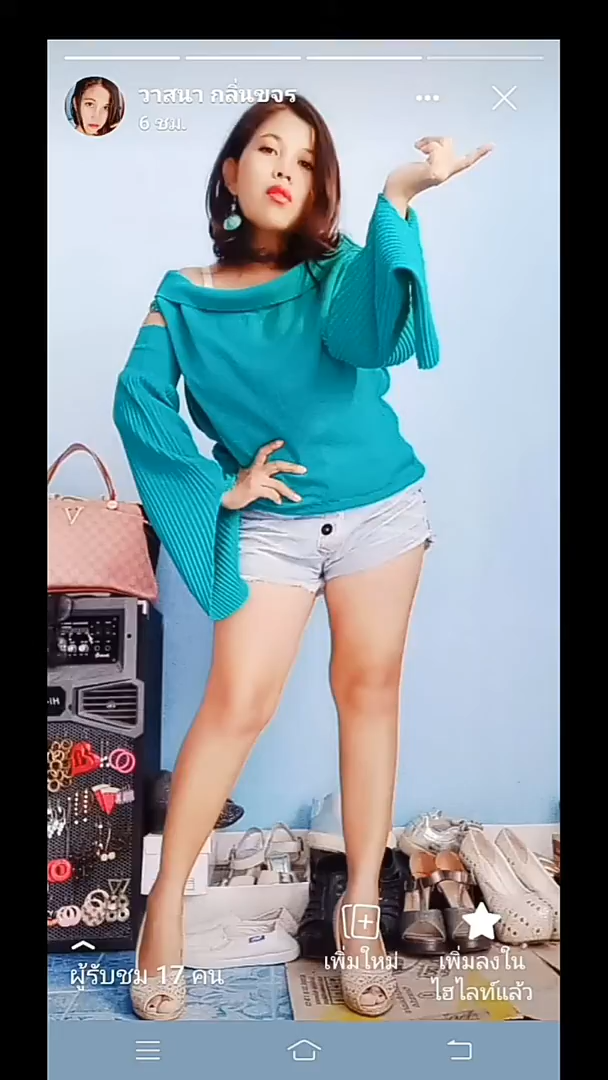 วาสนา กลิ่นขจร
6 ชม.
ผู้รับชม 17 คน
เพิ่มใหม่
เพิ่มลงใน
ไฮไลท์แล้ว